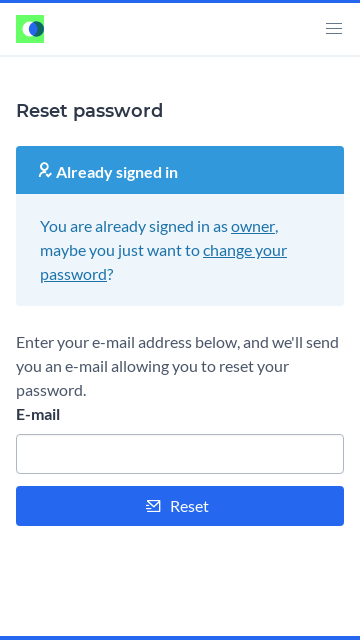 Reset password
Already signed in
You are already signed in as owner,
maybe you just want to change your
password?
Enter your e-mail address below, and we'll send
you an e-mail allowing you to reset your
password.
E-mail
Reset